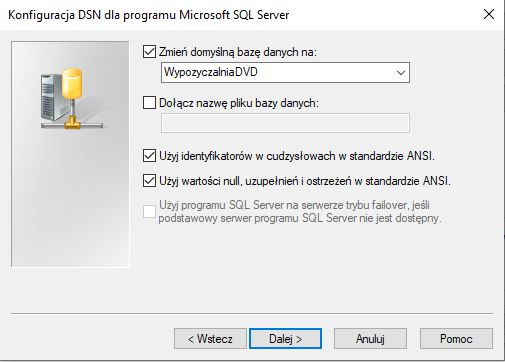 Konfiguracja DSN dla programu Microsoft SQL Server
Zmień domyślną bazę danych na:
WypozyczalniaDVD
Dołącz nazwę pliku bazy danych:
Użyj identyfikatorów w cudzysłowach w standardzie ANSI.
Użyj wartości null, uzupełnień i ostrzeżeń w standardzie ANSI.
Użyj programu SQL Server na serwerze trybu failover, jeśli
podstawowy serwer programu SQL Server nie jest dostępny.
< Wstecz
Dalej >
Anuluj
Pomoc